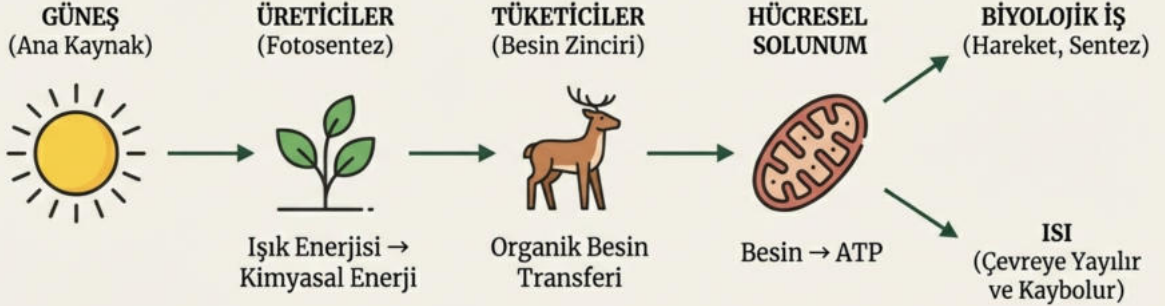 GÜNEŞ
(Ana Kaynak)
ÜRETİCİLER
(Fotosentez)
Işık Enerjisi →
Kimyasal Enerji
TÜKETİCİLER
(Besin Zinciri)
Organik Besin
Transferi
HÜCRESEL
SOLUNUM
Besin → ATP
BİYOLOJİK İŞ
(Hareket, Sentez)
ISI
(Çevreye Yayılır
ve Kaybolur)